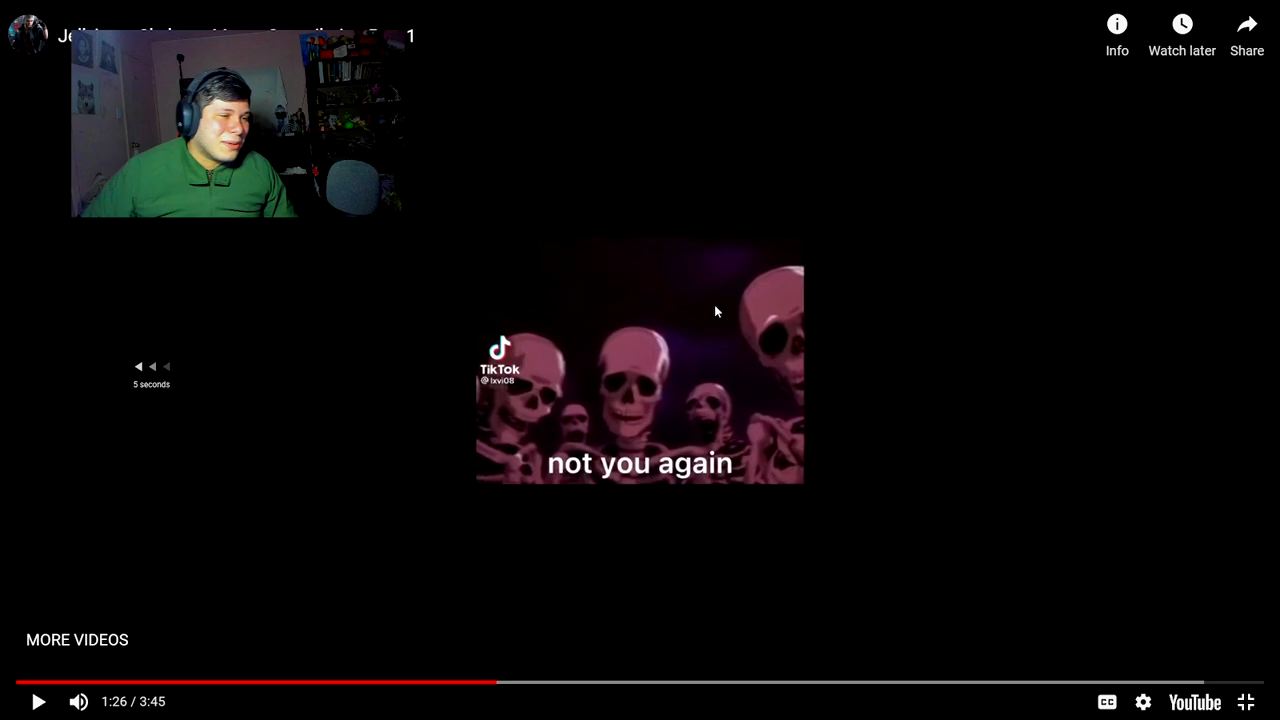 1
Info
Watch later
Share
TikTok
@lxvi08
5 seconds
not you again
MORE VIDEOS
1:26 / 3:45
CC
YouTube